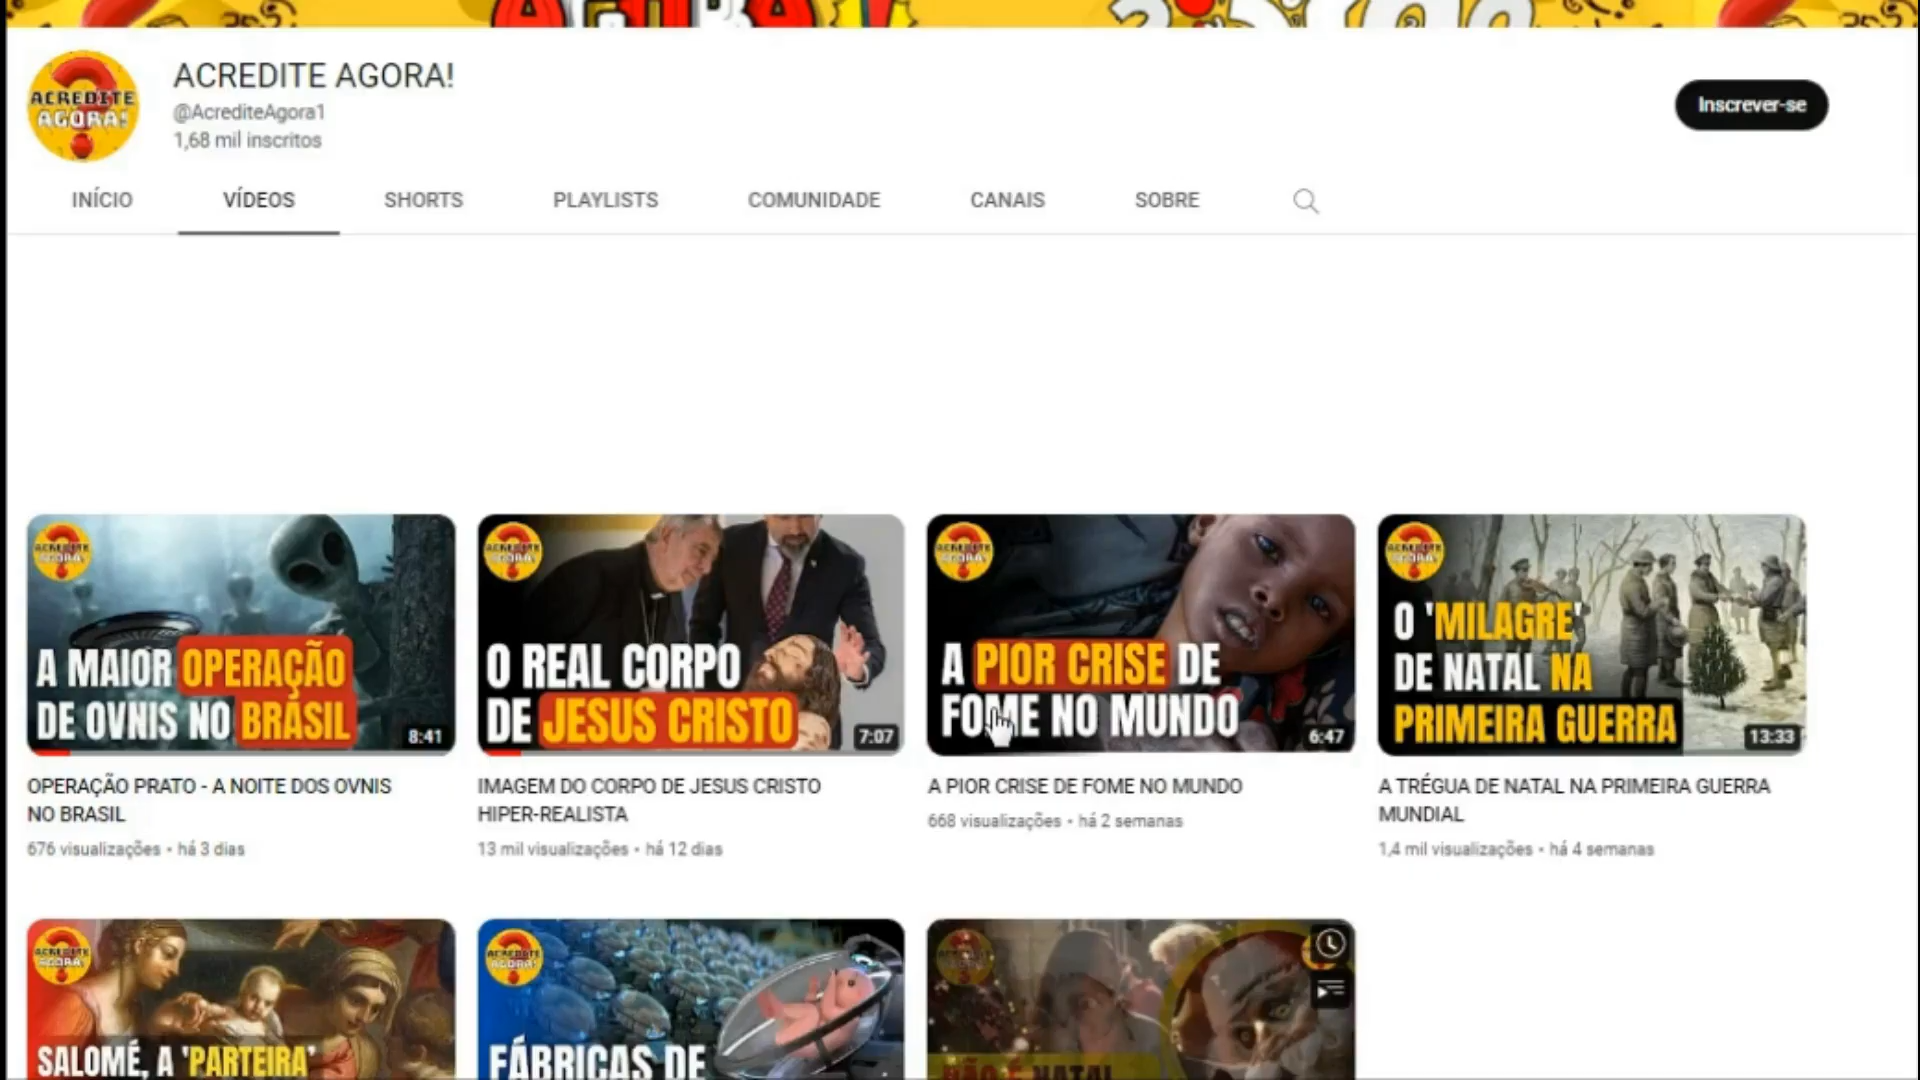 ACREDITE AGORA!
@AcrediteAgora1
1,68 mil inscritos
ACREDITE
AGORA!
Inscrever-se
INÍCIO VÍDEOS SHORTS PLAYLISTS COMUNIDADE CANAIS SOBRE
A MAIOR OPERAÇÃO
DE OVNIS NO BRASIL
8:41
OPERAÇÃO PRATO - A NOITE DOS OVNIS
NO BRASIL
676 visualizações • há 3 dias
O REAL CORPO
DE JESUS CRISTO
7:07
IMAGEM DO CORPO DE JESUS CRISTO
HIPER-REALISTA
13 mil visualizações • há 12 dias
A PIOR CRISE DE
FOME NO MUNDO
6:47
A PIOR CRISE DE FOME NO MUNDO
668 visualizações • há 2 semanas
O 'MILAGRE'
DE NATAL NA
PRIMEIRA GUERRA
13:33
A TRÉGUA DE NATAL NA PRIMEIRA GUERRA
MUNDIAL
1,4 mil visualizações • há 4 semanas
SALOMÉ, A 'PARTEIRA'
FÁBRICAS DE
NÃO É NATAL